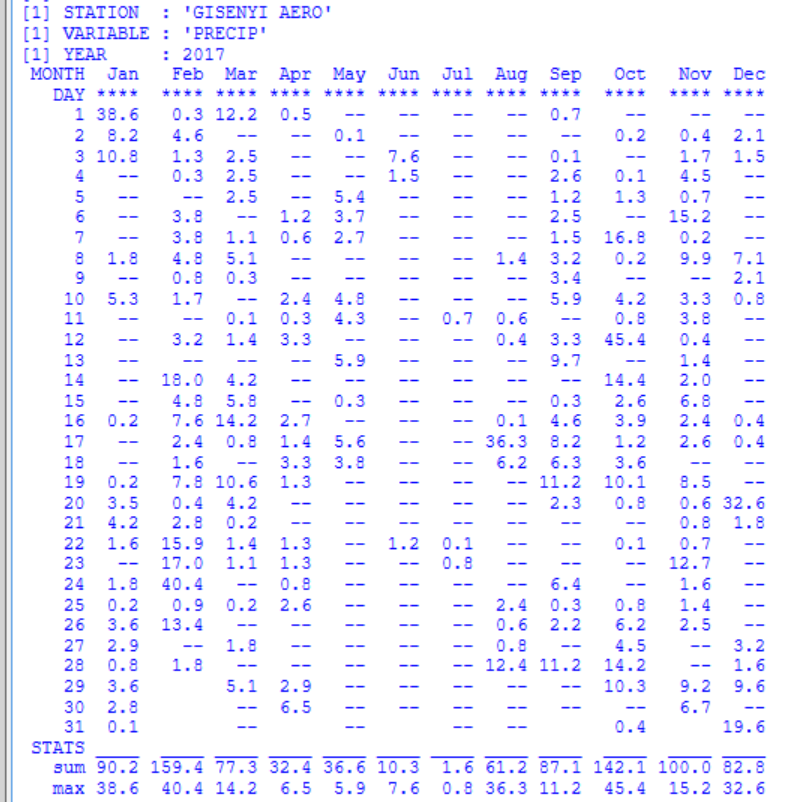 [1] STATION  : 'GISENYI AERO'
[1] VARIABLE : 'PRECIP'
[1] YEAR     : 2017
MONTH  Jan   Feb  Mar  Apr  May  Jun  Jul  Aug  Sep   Oct   Nov  Dec
DAY ****  **** **** **** **** **** **** **** ****  ****  **** ****
1 38.6   0.3 12.2  0.5   --   --   --   --  0.7    --    --   --
2  8.2   4.6   --   --  0.1   --   --   --   --   0.2   0.4  2.1
3 10.8   1.3  2.5   --   --  7.6   --   --  0.1    --   1.7  1.5
4   --   0.3  2.5   --   --  1.5   --   --  2.6   0.1   4.5   --
5   --    --  2.5   --  5.4   --   --   --  1.2   1.3   0.7   --
6   --   3.8   --  1.2  3.7   --   --   --  2.5    --  15.2   --
7   --   3.8  1.1  0.6  2.7   --   --   --  1.5  16.8   0.2   --
8  1.8   4.8  5.1   --   --   --   --  1.4  3.2   0.2   9.9  7.1
9   --   0.8  0.3   --   --   --   --   --  3.4    --    --  2.1
10  5.3   1.7   --  2.4  4.8   --   --   --  5.9   4.2   3.3  0.8
11   --    --  0.1  0.3  4.3   --  0.7  0.6   --   0.8   3.8   --
12   --   3.2  1.4  3.3   --   --   --  0.4  3.3  45.4   0.4   --
13   --    --   --   --  5.9   --   --   --  9.7    --   1.4   --
14   --  18.0  4.2   --   --   --   --   --   --  14.4   2.0   --
15   --   4.8  5.8   --  0.3   --   --   --  0.3   2.6   6.8   --
16  0.2   7.6 14.2  2.7   --   --   --  0.1  4.6   3.9   2.4  0.4
17   --   2.4  0.8  1.4  5.6   --   -- 36.3  8.2   1.2   2.6  0.4
18   --   1.6   --  3.3  3.8   --   --  6.2  6.3   3.6    --   --
19  0.2   7.8 10.6  1.3   --   --   --   -- 11.2  10.1   8.5   --
20  3.5   0.4  4.2   --   --   --   --   --  2.3   0.8   0.6 32.6
21  4.2   2.8  0.2   --   --   --   --   --   --    --   0.8  1.8
22  1.6  15.9  1.4  1.3   --  1.2  0.1   --   --   0.1   0.7   --
23   --  17.0  1.1  1.3   --   --  0.8   --   --    --  12.7   --
24  1.8  40.4   --  0.8   --   --   --   --  6.4    --   1.6   --
25  0.2   0.9  0.2  2.6   --   --   --  2.4  0.3   0.8   1.4   --
26  3.6  13.4   --   --   --   --   --  0.6  2.2   6.2   2.5   --
27  2.9    --  1.8   --   --   --   --  0.8   --   4.5    --  3.2
28  0.8   1.8   --   --   --   --   -- 12.4 11.2  14.2    --  1.6
29  3.6        5.1  2.9   --   --   --   --   --  10.3   9.2  9.6
30  2.8         --  6.5   --   --   --   --   --    --   6.7   --
31  0.1         --        --        --   --        0.4       19.6
STATS ____ _____ ____ ____ ____ ____ ____ ____ ____ _____ _____ ____
sum 90.2 159.4 77.3 32.4 36.6 10.3  1.6 61.2 87.1 142.1 100.0 82.8
max 38.6  40.4 14.2  6.5  5.9  7.6  0.8 36.3 11.2  45.4  15.2 32.6